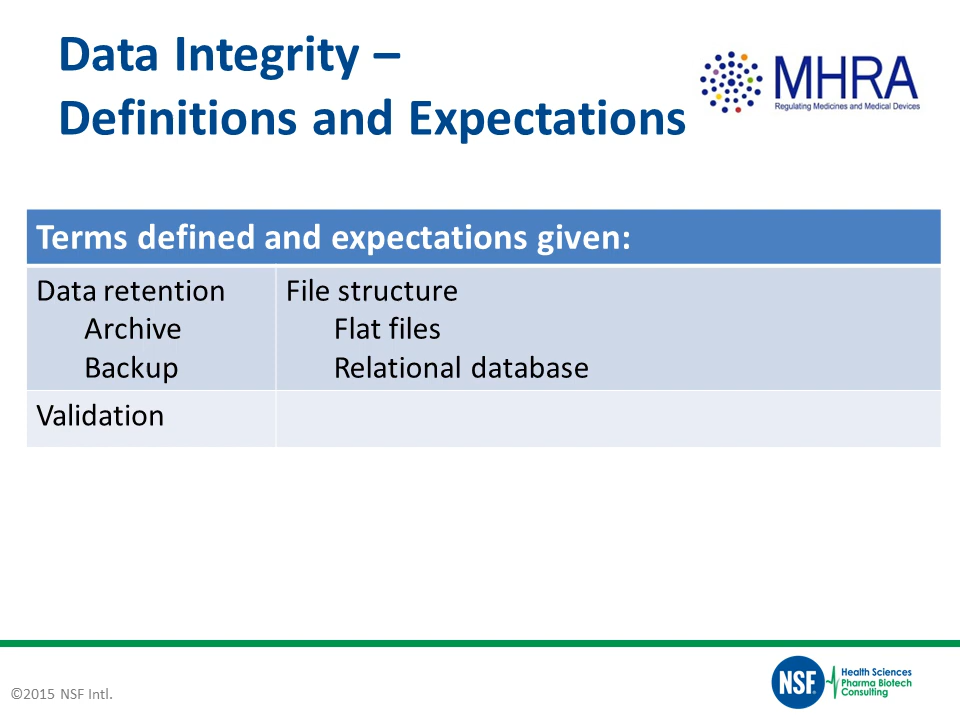 Data Integrity –
Definitions and Expectations
MHRA
Regulating Medicines and Medical Devices
Terms defined and expectations given:
Data retention
Archive
Backup
File structure
Flat files
Relational database
Validation
©2015 NSF Intl.
NSF
Health Sciences
Pharma Biotech
Consulting